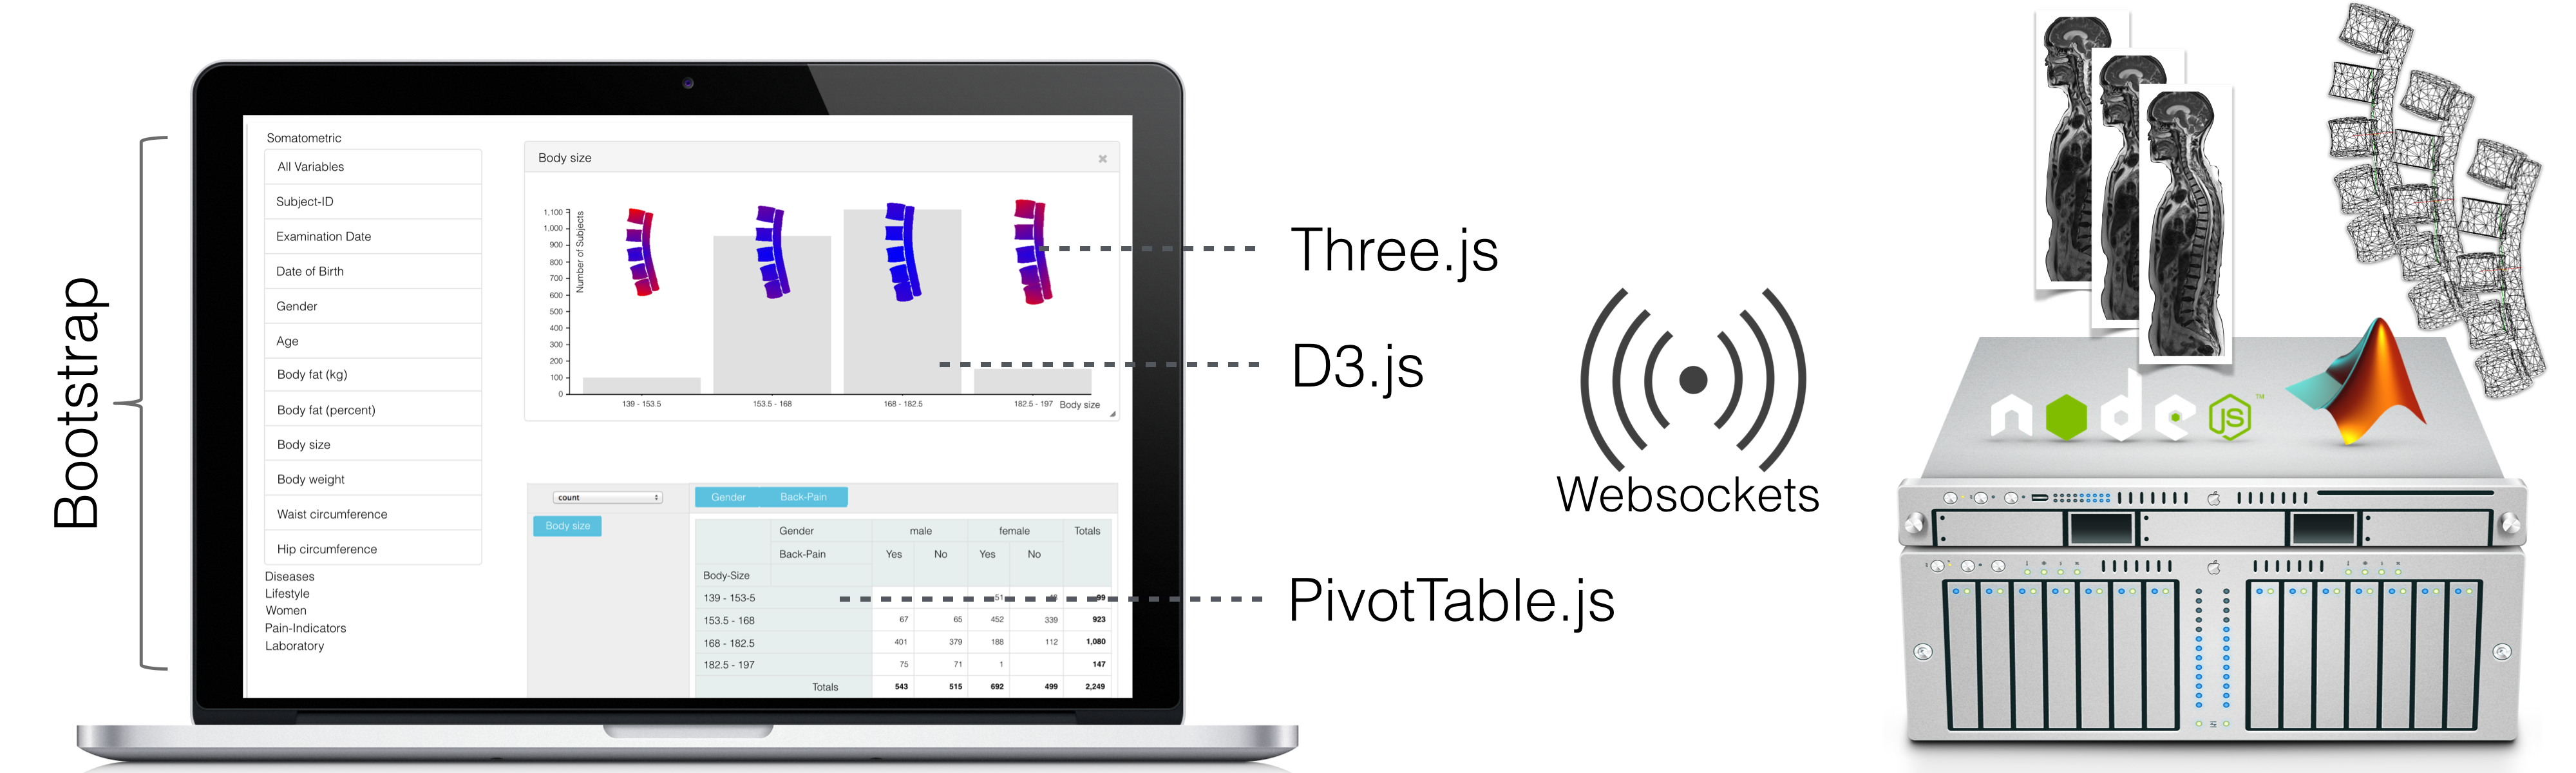 Bootstrap
Somatometric
All Variables
Subject-ID
Examination Date
Date of Birth
Gender
Age
Body fat (kg)
Body fat (percent)
Body size
Body weight
Waist circumference
Hip circumference
Diseases
Lifestyle
Women
Pain-Indicators
Laboratory
Body size
Number of Subjects
1,100
1,000
900
800
700
600
500
400
300
200
100
0
139 - 153.5
153.5 - 168
168 - 182.5
182.5 - 197
Body size
count
Gender
Back-Pain
Body size
Gender male female Totals
Back-Pain Yes No Yes No
Body-Size
139 - 153-5 51 99
153.5 - 168 67 65 452 339 923
168 - 182.5 401 379 188 112 1,080
182.5 - 197 75 71 1 147
Totals 543 515 692 499 2,249
Three.js
D3.js
PivotTable.js
Websockets
node JS TM